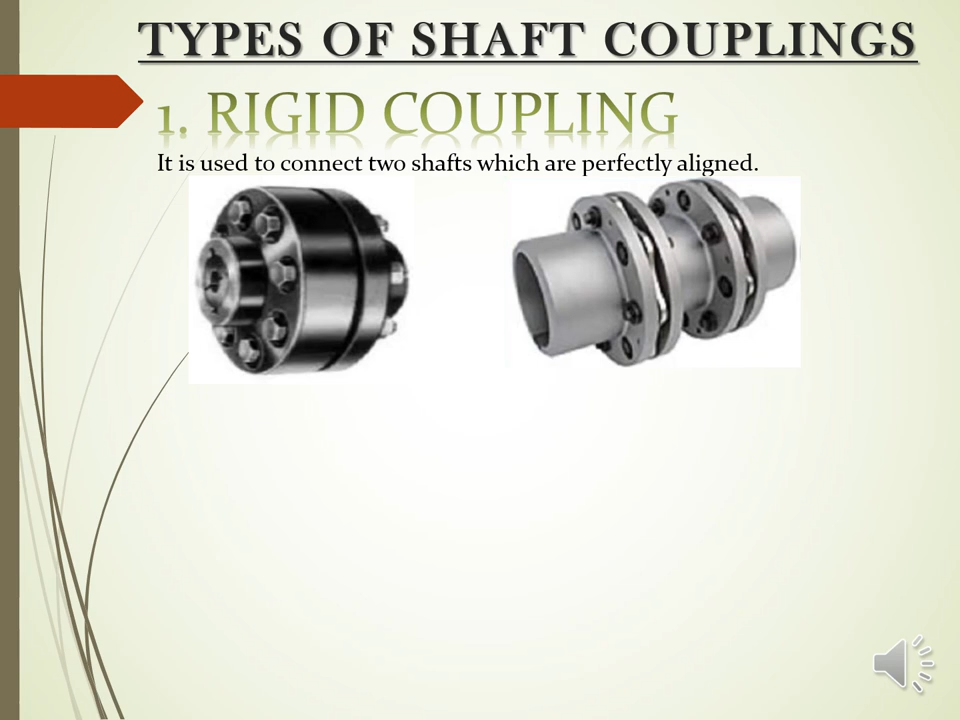 TYPES OF SHAFT COUPLINGS
1. RIGID COUPLING
It is used to connect two shafts which are perfectly aligned.